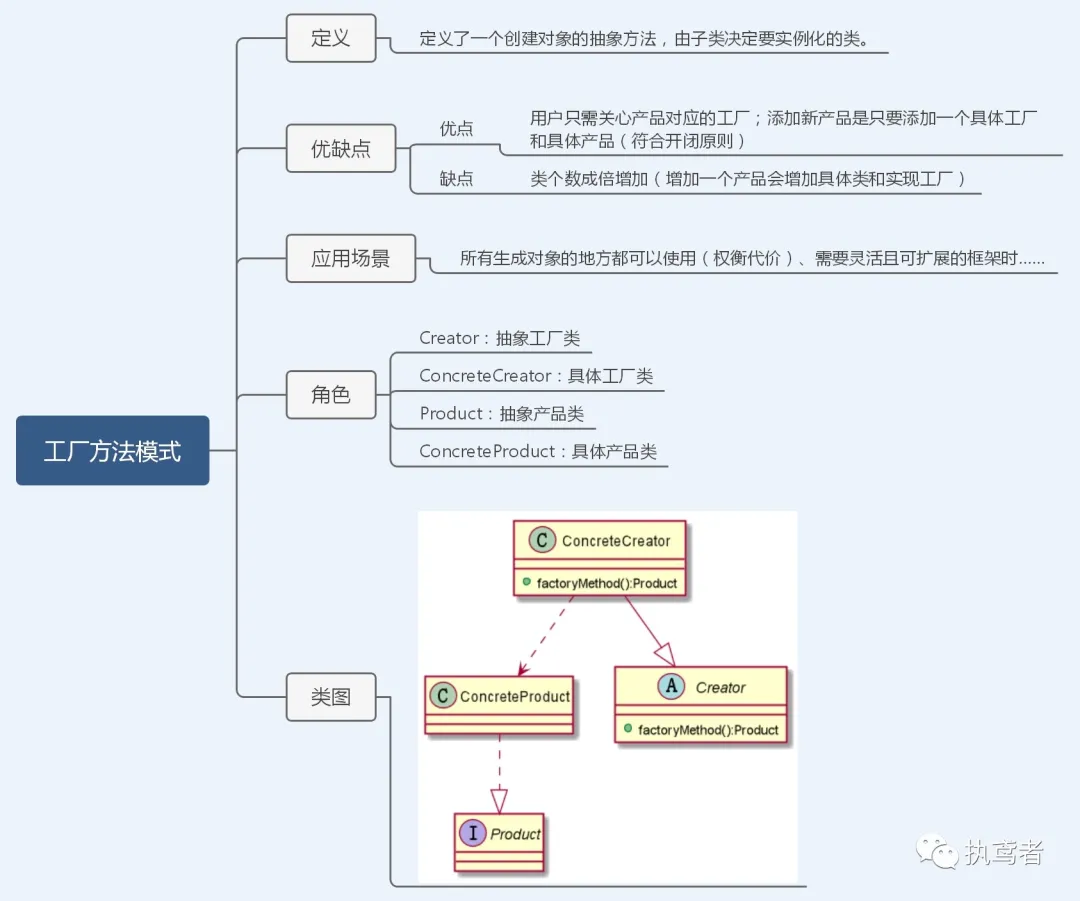 定义
定义了一个创建对象的抽象方法，由子类决定要实例化的类。
优缺点
优点
用户只需关心产品对应的工厂；添加新产品是只要添加一个具体工厂
和具体产品（符合开闭原则）
缺点
类个数成倍增加（增加一个产品会增加具体类和实现工厂）
应用场景
所有生成对象的地方都可以使用（权衡代价）、需要灵活且可扩展的框架时......
角色
Creator：抽象工厂类
ConcreteCreator：具体工厂类
Product：抽象产品类
ConcreteProduct：具体产品类
工厂方法模式
类图
C ConcreteCreator
factoryMethod():Product
C ConcreteProduct
A Creator
factoryMethod():Product
I Product
执鸢者